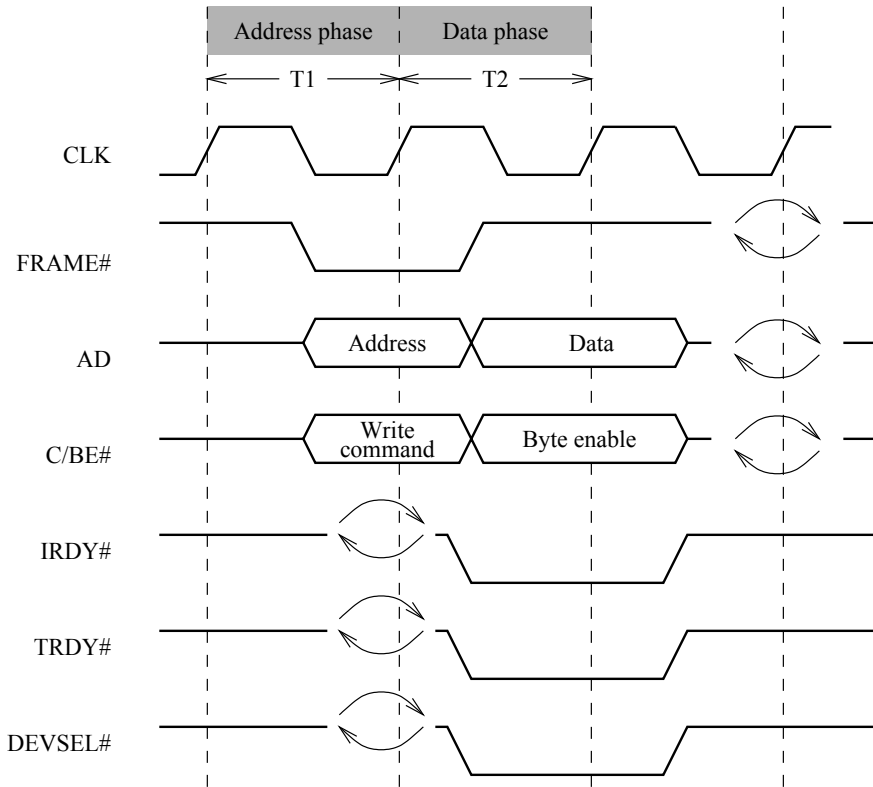 Address phase Data phase
T1 T2
CLK
FRAME#
AD Address Data
C/BE# Write command Byte enable
IRDY#
TRDY#
DEVSEL#